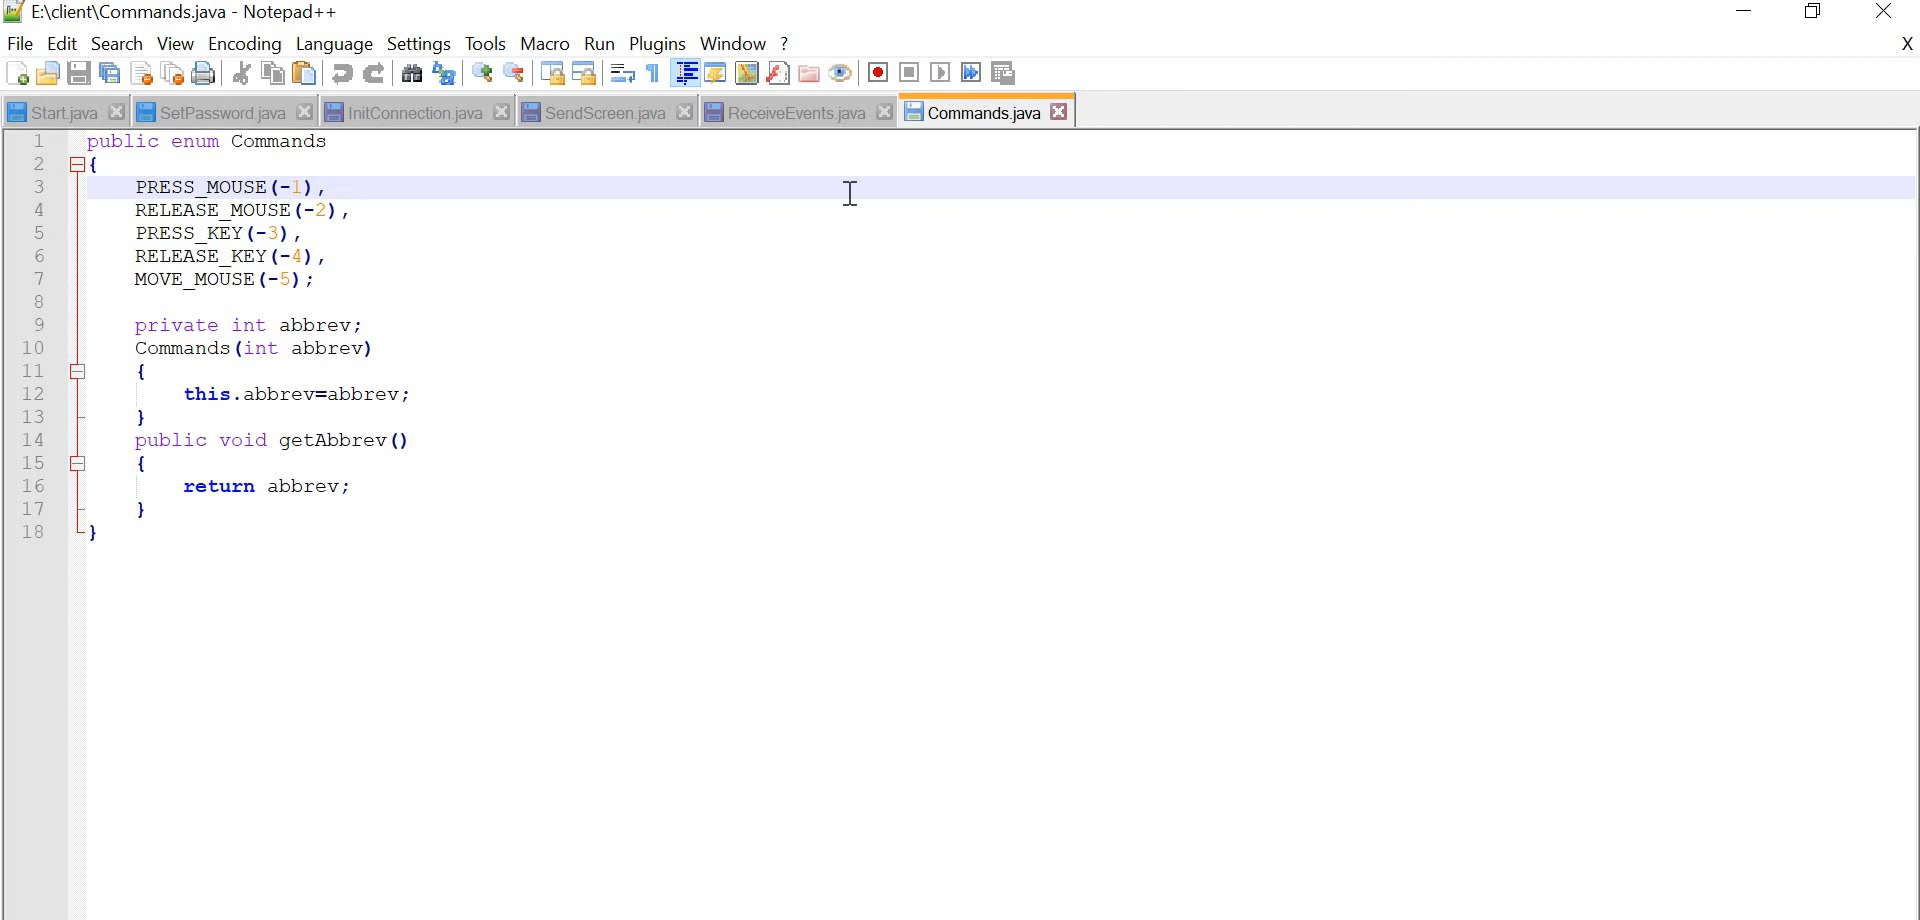 E:\client\Commands.java - Notepad++
File Edit Search View Encoding Language Settings Tools Macro Run Plugins Window ? X
Start.java SetPassword.java InitConnection.java SendScreen.java ReceiveEvents.java Commands.java
1 public enum Commands
2 {
3 PRESS_MOUSE(-1),
4 RELEASE_MOUSE(-2),
5 PRESS_KEY(-3),
6 RELEASE_KEY(-4),
7 MOVE_MOUSE(-5);
8
9 private int abbrev;
10 Commands(int abbrev)
11 {
12 this.abbrev=abbrev;
13 }
14 public void getAbbrev()
15 {
16 return abbrev;
17 }
18 }